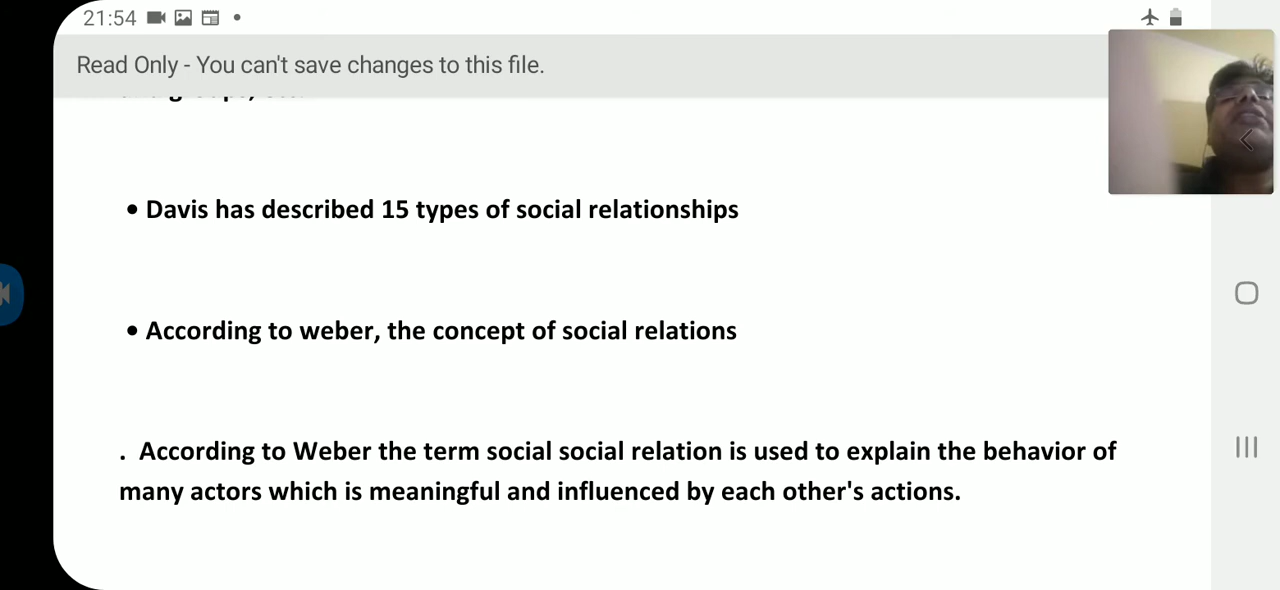 21:54
Read Only - You can't save changes to this file.
• Davis has described 15 types of social relationships
• According to weber, the concept of social relations
. According to Weber the term social social relation is used to explain the behavior of
many actors which is meaningful and influenced by each other's actions.